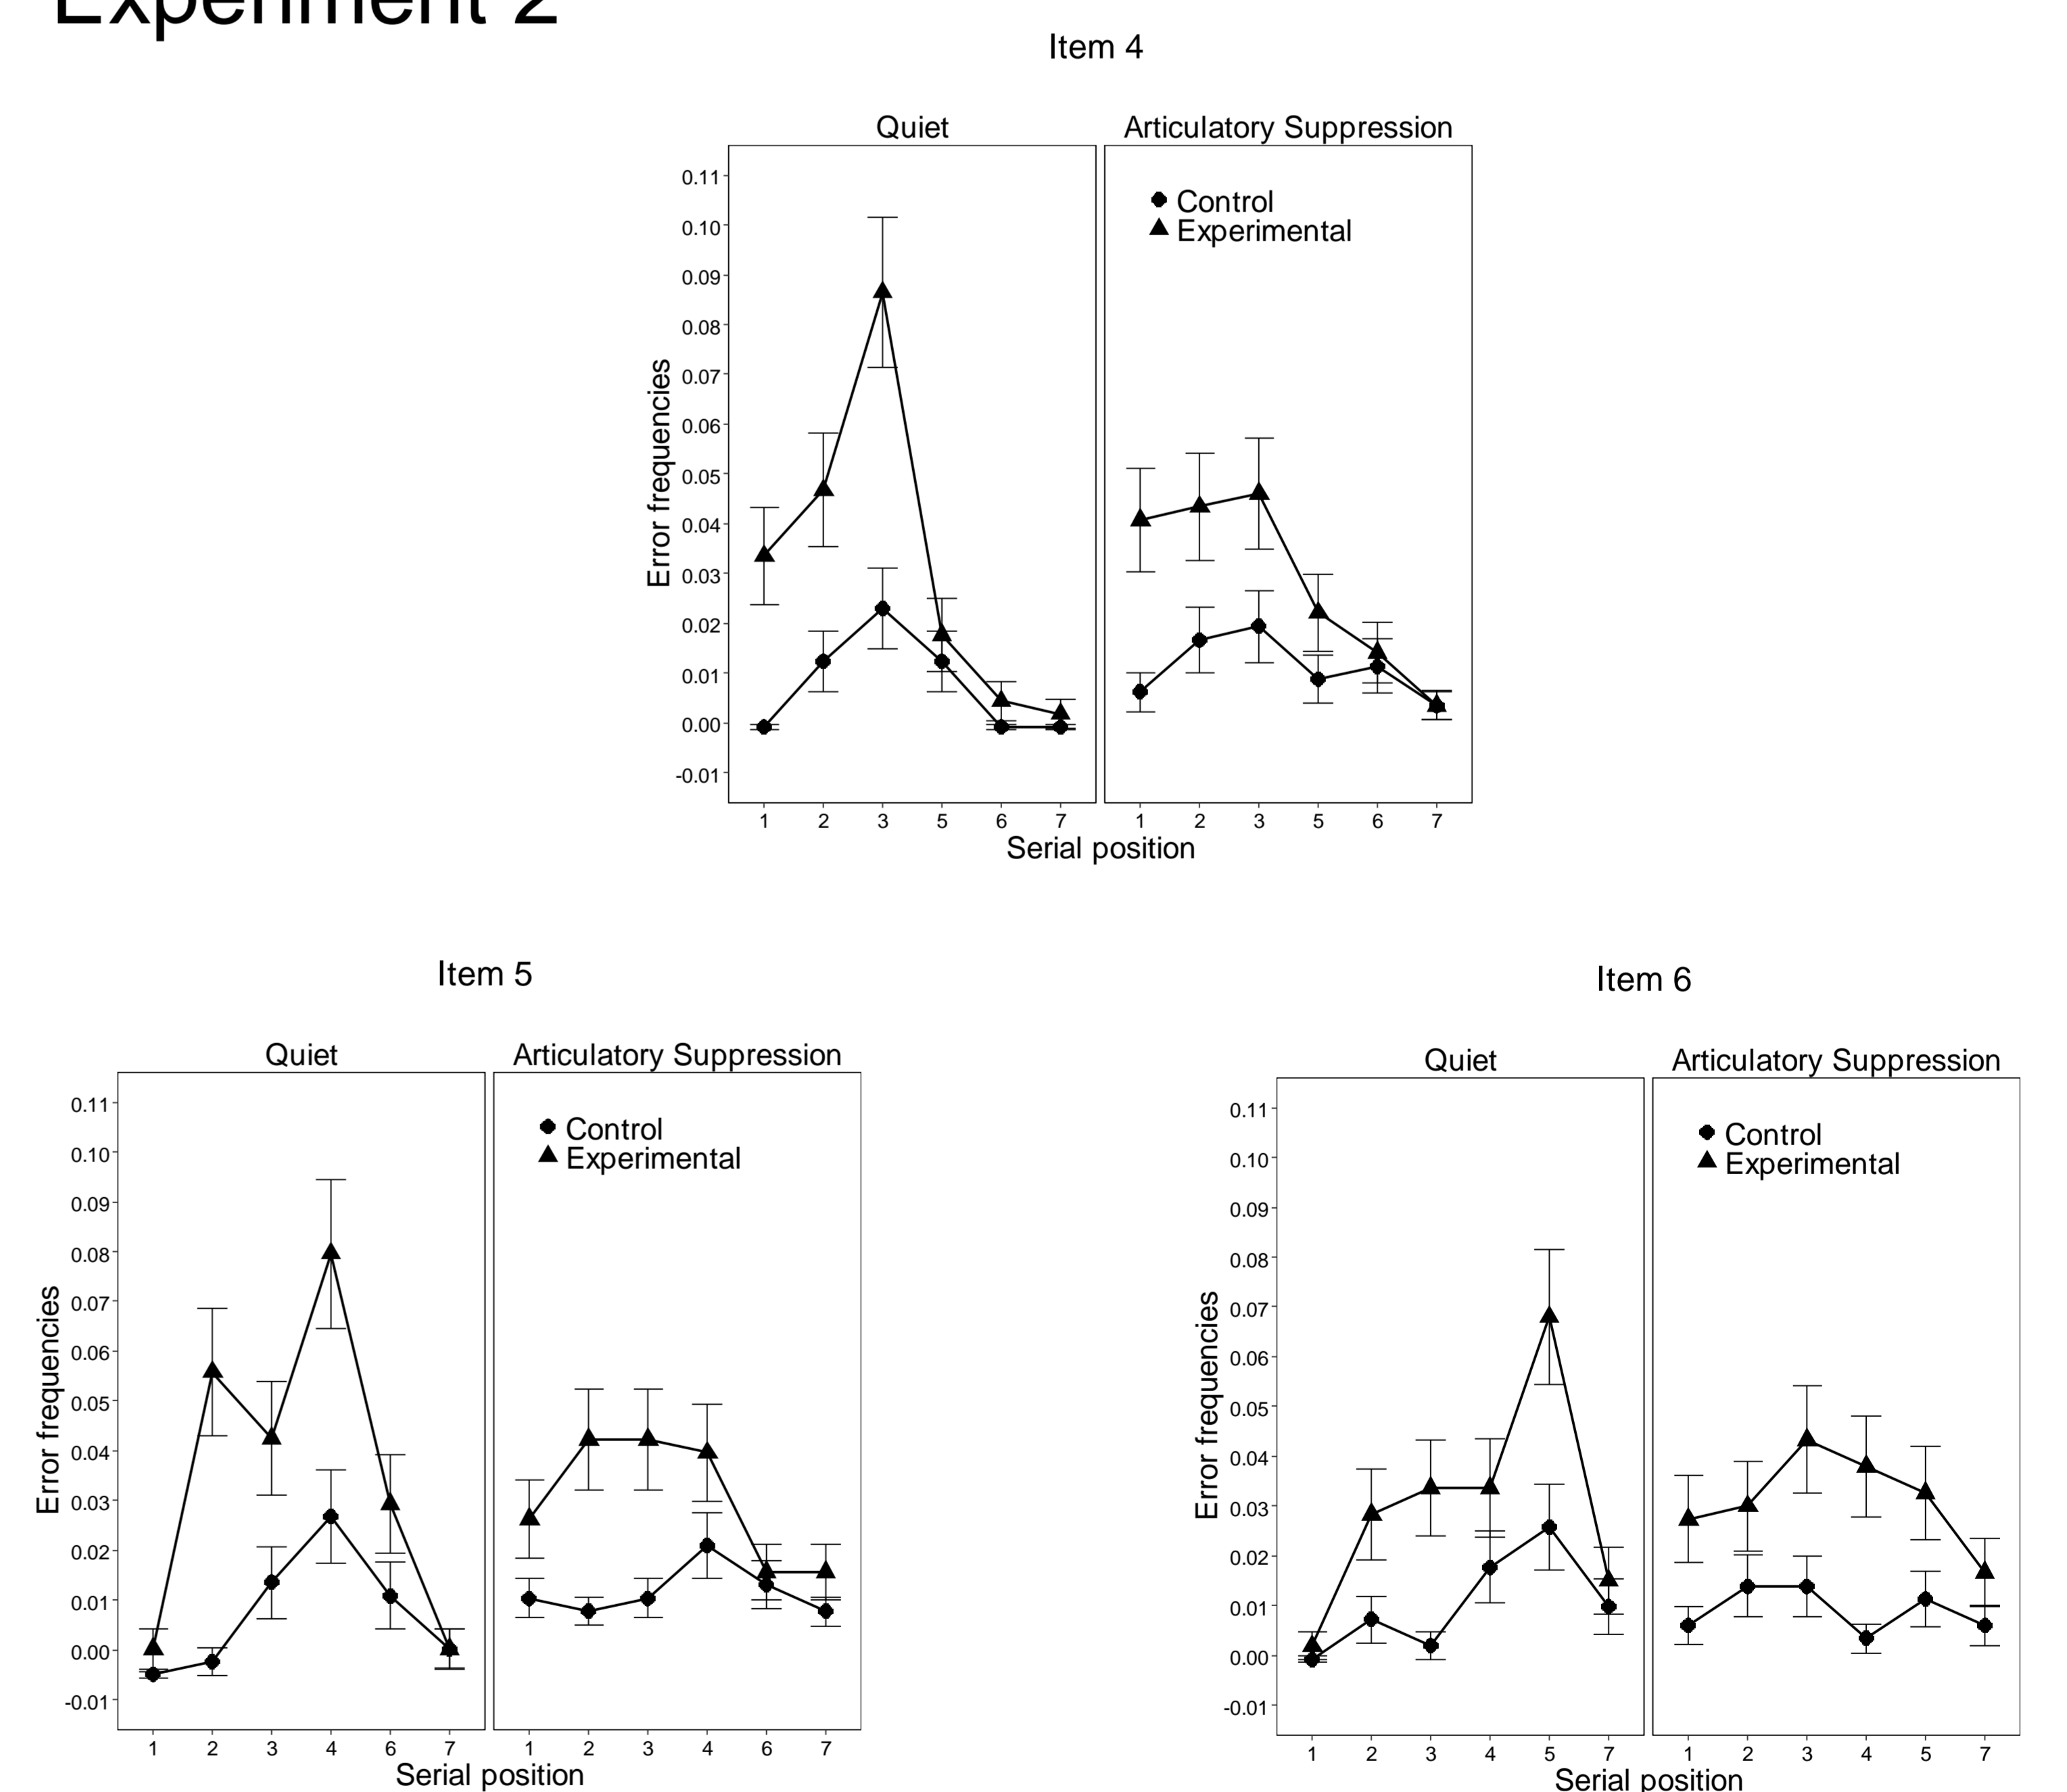 Experiment 2
Item 4
Quiet
Articulatory Suppression
Control
Experimental
Error frequencies
0.11
0.10
0.09
0.08
0.07
0.06
0.05
0.04
0.03
0.02
0.01
0.00
-0.01
1 2 3 5 6 7
1 2 3 5 6 7
Serial position
Item 5
Quiet
Articulatory Suppression
Control
Experimental
Error frequencies
0.11
0.10
0.09
0.08
0.07
0.06
0.05
0.04
0.03
0.02
0.01
0.00
-0.01
1 2 3 4 6 7
1 2 3 4 6 7
Serial position
Item 6
Quiet
Articulatory Suppression
Control
Experimental
Error frequencies
0.11
0.10
0.09
0.08
0.07
0.06
0.05
0.04
0.03
0.02
0.01
0.00
-0.01
1 2 3 4 5 7
1 2 3 4 5 7
Serial position